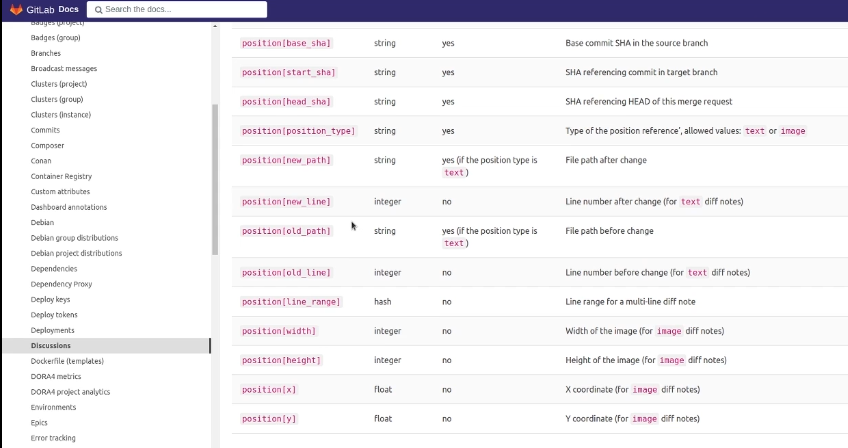 GitLab Docs
Search the docs...
Badges (project)
Badges (group)
Branches
Broadcast messages
Clusters (project)
Clusters (group)
Clusters (instance)
Commits
Composer
Conan
Container Registry
Custom attributes
Dashboard annotations
Debian
Debian group distributions
Debian project distributions
Dependencies
Dependency Proxy
Deploy keys
Deploy tokens
Deployments
Discussions
Dockerfile (templates)
DORA4 metrics
DORA4 project analytics
Environments
Epics
Error tracking
position[base_sha] string yes Base commit SHA in the source branch
position[start_sha] string yes SHA referencing commit in target branch
position[head_sha] string yes SHA referencing HEAD of this merge request
position[position_type] string yes Type of the position reference', allowed values: text or image
position[new_path] string yes (if the position type is File path after change
text)
position[new_line] integer no Line number after change (for text diff notes)
position[old_path] string yes (if the position type is File path before change
text)
position[old_line] integer no Line number before change (for text diff notes)
position[line_range] hash no Line range for a multi-line diff note
position[width] integer no Width of the image (for image diff notes)
position[height] integer no Height of the image (for image diff notes)
position[x] float no X coordinate (for image diff notes)
position[y] float no Y coordinate (for image diff notes)